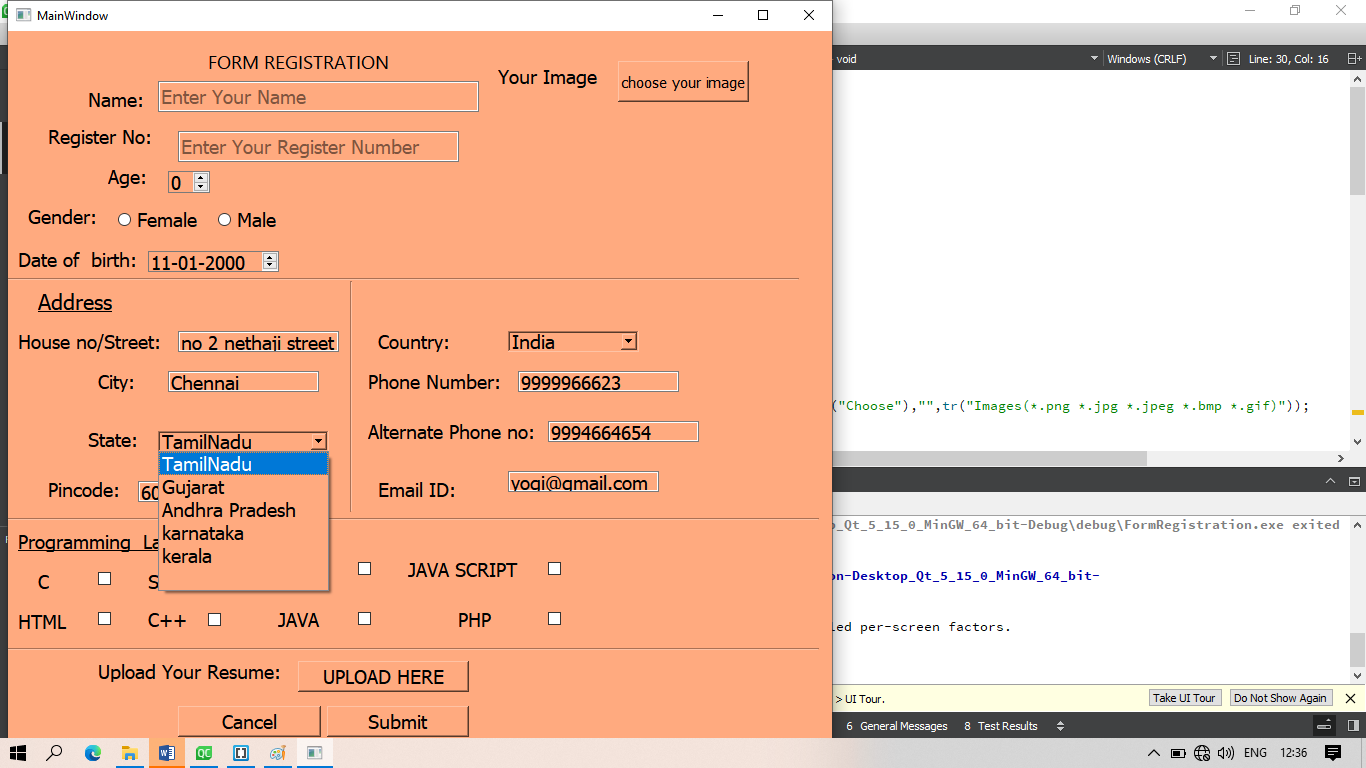 MainWindow
FORM REGISTRATION
Your Image
choose your image
Name:
Enter Your Name
Register No:
Enter Your Register Number
Age:
0
Gender:
Female
Male
Date of  birth:
11-01-2000
Address
House no/Street:
no 2 nethaji street
Country:
India
City:
Chennai
Phone Number:
9999966623
State:
TamilNadu
Alternate Phone no:
9994664654
TamilNadu
Gujarat
Andhra Pradesh
karnataka
kerala
Pincode:
60
Email ID:
yogi@gmail.com
Programming  La
C
S
JAVA SCRIPT
HTML
C++
JAVA
PHP
Upload Your Resume:
UPLOAD HERE
Cancel
Submit
void
Windows (CRLF)
Line: 30, Col: 16
("Choose"),"",tr("Images(*.png *.jpg *.jpeg *.bmp *.gif)"));
p_Qt_5_15_0_MinGW_64_bit-Debug\debug\FormRegistration.exe exited
on-Desktop_Qt_5_15_0_MinGW_64_bit-
led per-screen factors.
> UI Tour.
Take UI Tour
Do Not Show Again
6  General Messages
8  Test Results
ENG
12:36